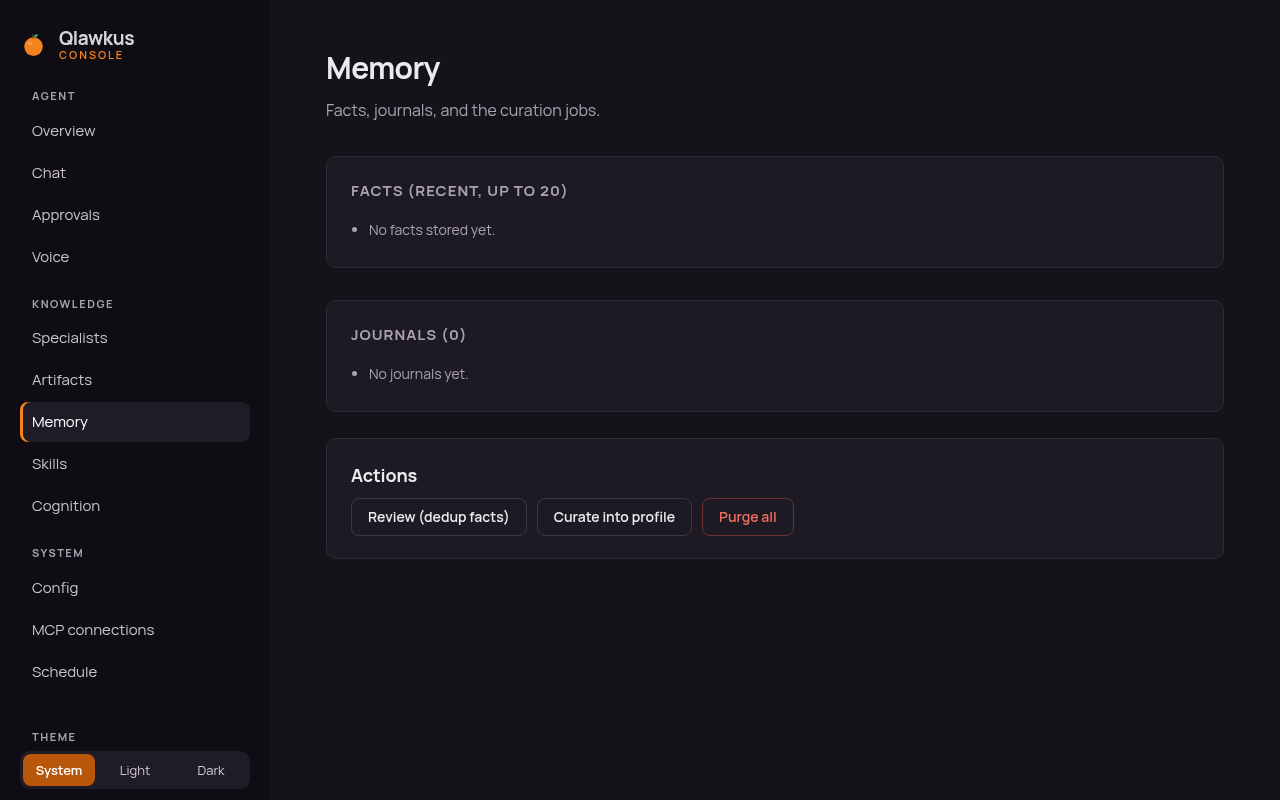 Qlawkus
CONSOLE
AGENT
Overview
Chat
Approvals
Voice
KNOWLEDGE
Specialists
Artifacts
Memory
Skills
Cognition
SYSTEM
Config
MCP connections
Schedule
THEME
System
Light
Dark
Memory
Facts, journals, and the curation jobs.
FACTS (RECENT, UP TO 20)
No facts stored yet.
JOURNALS (0)
No journals yet.
Actions
Review (dedup facts)
Curate into profile
Purge all